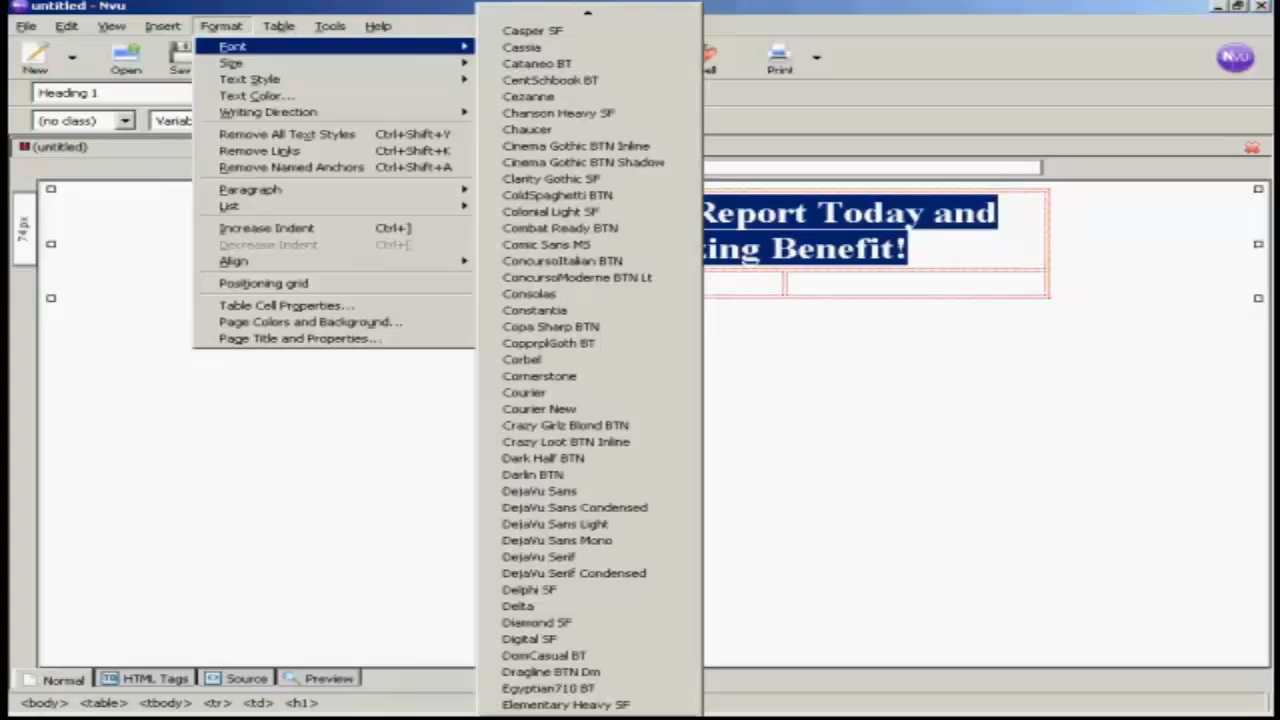 untitled - Nvu
File Edit View Insert Format Table Tools Help
New Open Print
Nvu
Heading 1
(no class)
(untitled)
74px
Font
Size
Text Style
Text Color...
Writing Direction
Remove All Text Styles Ctrl+Shift+Y
Remove Links Ctrl+Shift+K
Remove Named Anchors Ctrl+Shift+A
Paragraph
List
Increase Indent Ctrl+]
Decrease Indent Ctrl+[
Align
Positioning grid
Table Cell Properties...
Page Colors and Background...
Page Title and Properties...
Casper SF
Cassia
Cataneo BT
CentSchbook BT
Cezanne
Chanson Heavy SF
Chaucer
Cinema Gothic BTN Inline
Cinema Gothic BTN Shadow
Clarity Gothic SF
ColdSpaghetti BTN
Colonial Light SF
Combat Ready BTN
Comic Sans MS
ConcursoItalian BTN
ConcursoModerne BTN Lt
Consolas
Constantia
Copa Sharp BTN
CopprplGoth BT
Corbel
Cornerstone
Courier
Courier New
Crazy Girlz Blond BTN
Crazy Loot BTN Inline
Dark Half BTN
Darlin BTN
DejaVu Sans
DejaVu Sans Condensed
DejaVu Sans Light
DejaVu Sans Mono
DejaVu Serif
DejaVu Serif Condensed
Delphi SF
Delta
Diamond SF
Digital SF
DomCasual BT
Dragline BTN Dm
Egyptian710 BT
Elementary Heavy SF
Report Today and
Benefit!
Normal HTML Tags Source Preview
<body> <table> <tbody> <tr> <td> <h1>